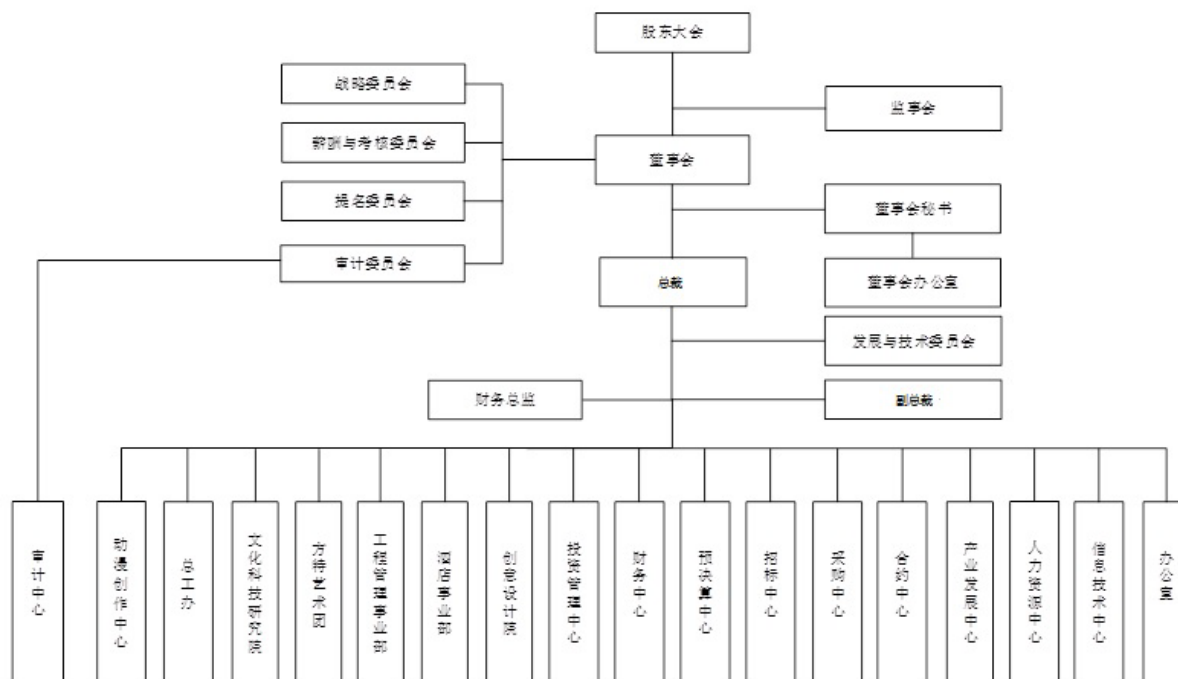 股东大会
战略委员会
监事会
薪酬与考核委员会
董事会
提名委员会
董事会秘书
审计委员会
总裁
董事会办公室
发展与技术委员会
财务总监
副总裁
审计中心
动漫创作中心
总工办
文化科技研究院
方特艺术团
工程管理事业部
酒店事业部
创意设计院
投资管理中心
财务中心
预决算中心
招标中心
采购中心
合约中心
产业发展中心
人力资源中心
信息技术中心
办公室